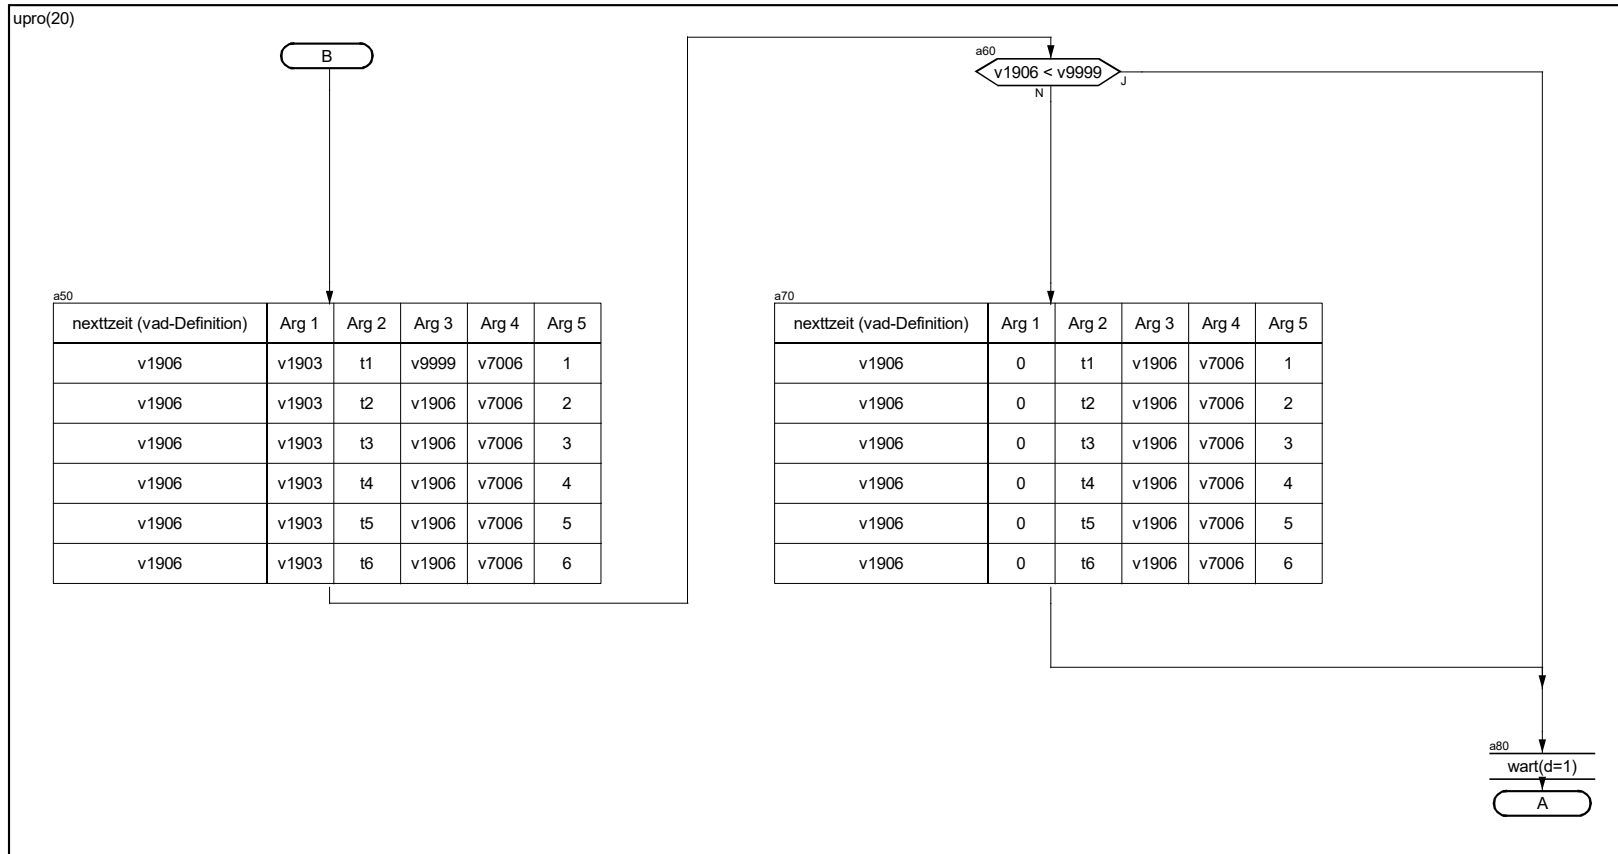 upro(20)
B
a50
nexttzeit (vad-Definition) Arg 1 Arg 2 Arg 3 Arg 4 Arg 5
v1906 v1903 t1 v9999 v7006 1
v1906 v1903 t2 v1906 v7006 2
v1906 v1903 t3 v1906 v7006 3
v1906 v1903 t4 v1906 v7006 4
v1906 v1903 t5 v1906 v7006 5
v1906 v1903 t6 v1906 v7006 6
a60
v1906 < v9999
J
N
a70
nexttzeit (vad-Definition) Arg 1 Arg 2 Arg 3 Arg 4 Arg 5
v1906 0 t1 v1906 v7006 1
v1906 0 t2 v1906 v7006 2
v1906 0 t3 v1906 v7006 3
v1906 0 t4 v1906 v7006 4
v1906 0 t5 v1906 v7006 5
v1906 0 t6 v1906 v7006 6
a80
wart(d=1)
A